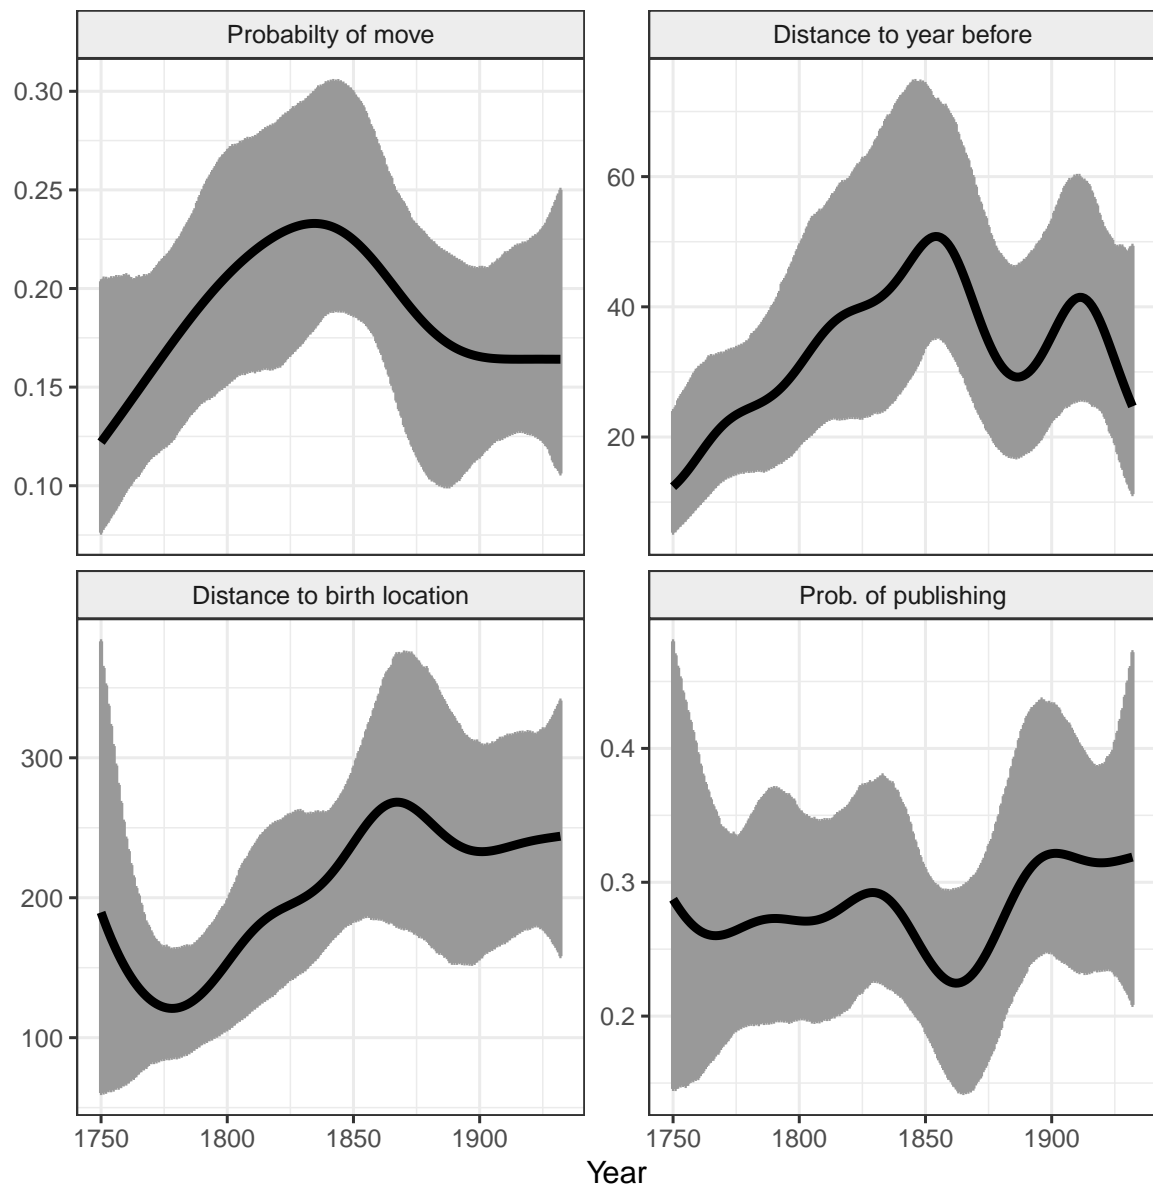 Probabilty of move
Distance to year before
0.30
0.25
0.20
0.15
0.10
60
40
20
Distance to birth location
Prob. of publishing
300
200
100
0.4
0.3
0.2
1750 1800 1850 1900
1750 1800 1850 1900
Year